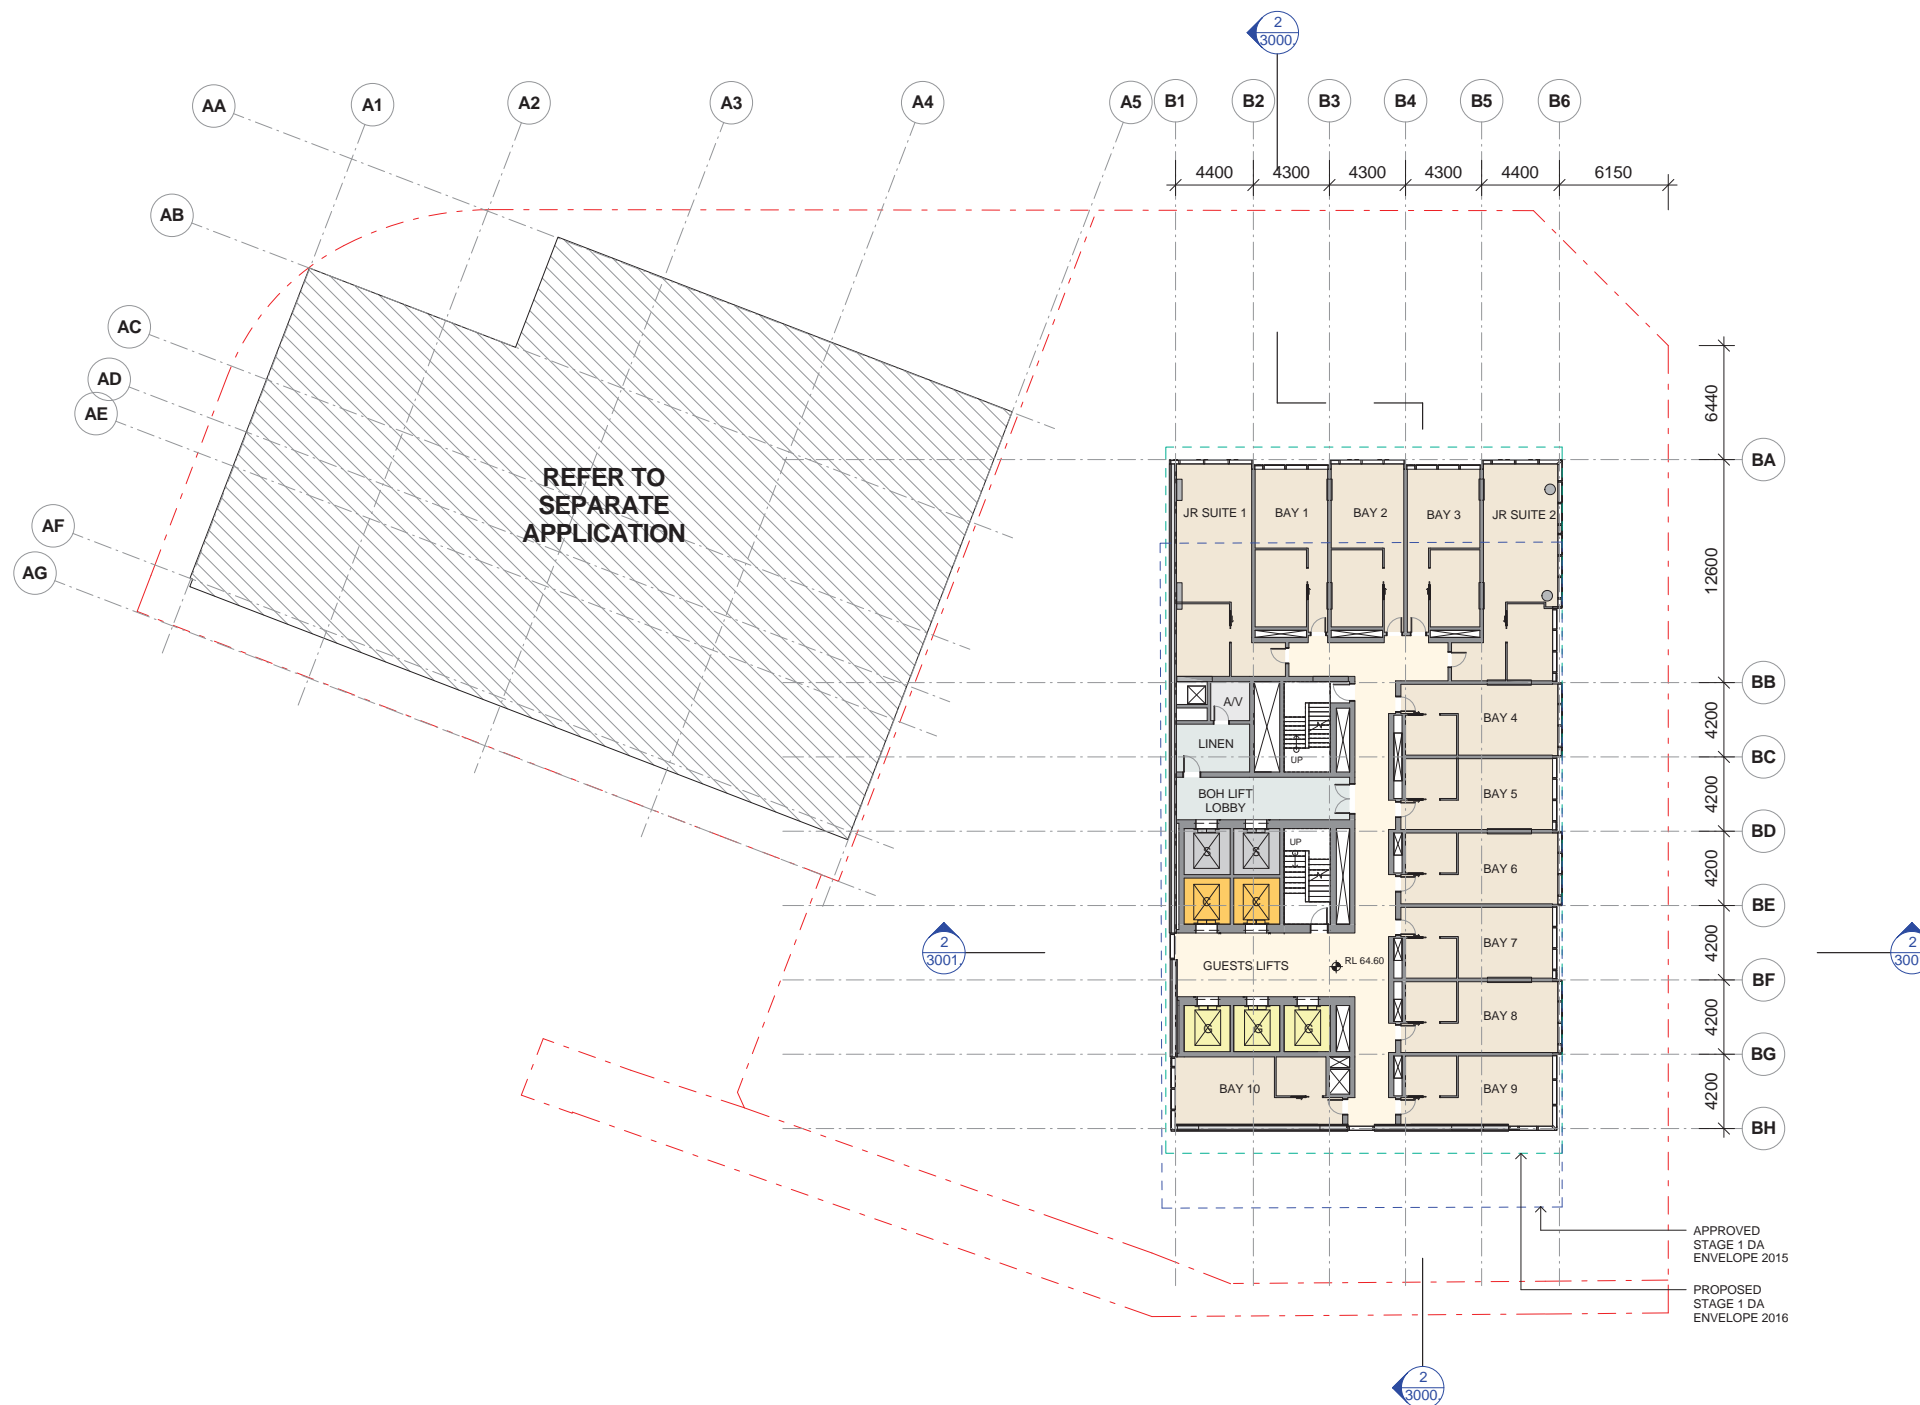 2
3000.
AA
A1
A2
A3
A4
A5
B1
B2
B3
B4
B5
B6
4400
4300
4300
4300
4400
6150
AB
AC
AD
AE
AF
AG
REFER TO
SEPARATE
APPLICATION
6440
12600
4200
4200
4200
4200
4200
4200
BA
BB
BC
BD
BE
BF
BG
BH
JR SUITE 1
BAY 1
BAY 2
BAY 3
JR SUITE 2
A/V
LINEN
UP
BOH LIFT
LOBBY
UP
S
S
C
C
GUESTS LIFTS
RL 64.60
G
G
G
BAY 4
BAY 5
BAY 6
BAY 7
BAY 8
BAY 9
BAY 10
2
3001.
2
300
APPROVED
STAGE 1 DA
ENVELOPE 2015
PROPOSED
STAGE 1 DA
ENVELOPE 2016
2
3000.